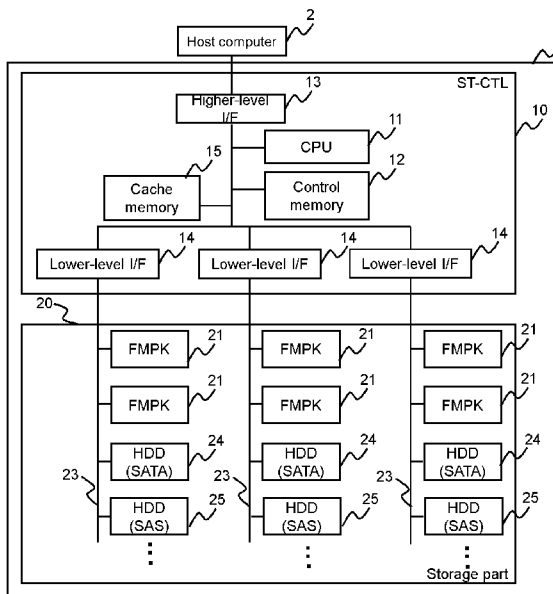 2
Host computer
ST-CTL
13
Higher-level
I/F
10
11
CPU
15
12
Cache
memory
Control
memory
14
14
14
Lower-level I/F
Lower-level I/F
Lower-level I/F
20
21
21
21
FMPK
FMPK
FMPK
21
21
21
FMPK
FMPK
FMPK
24
24
24
HDD
(SATA)
HDD
(SATA)
HDD
(SATA)
23
25
23
25
23
25
HDD
(SAS)
HDD
(SAS)
HDD
(SAS)
Storage part